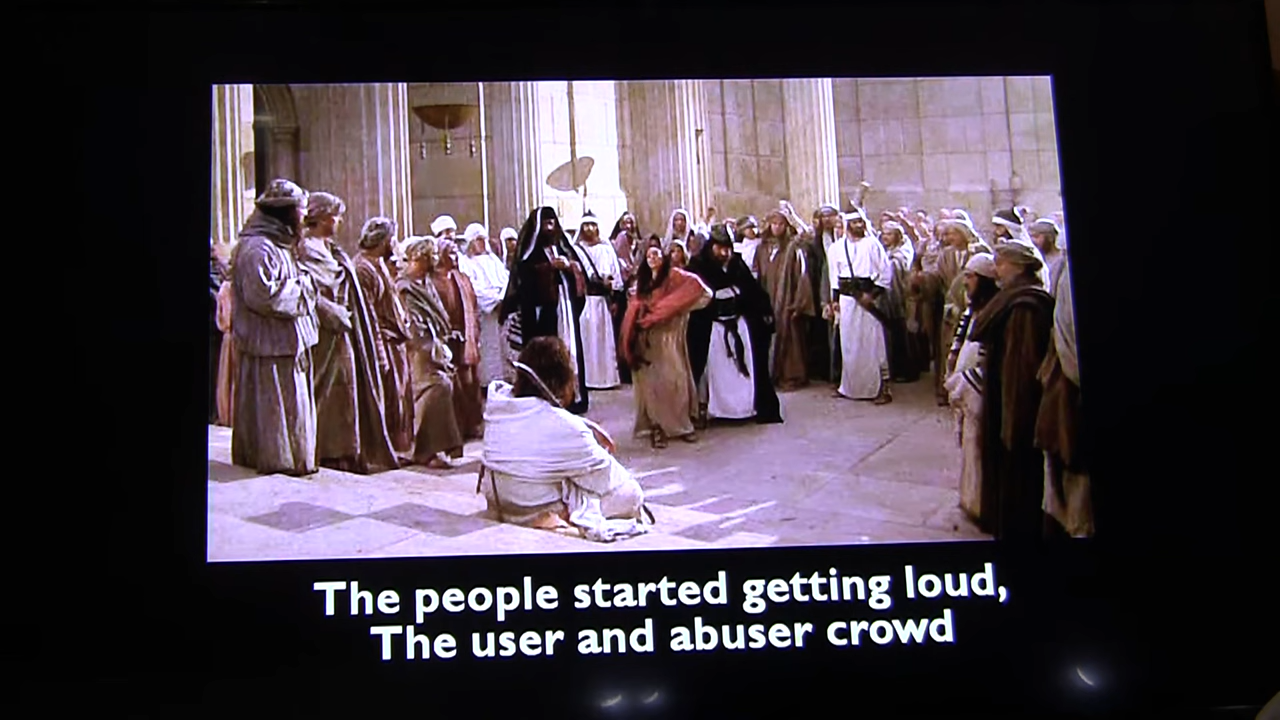 The people started getting loud,
The user and abuser crowd